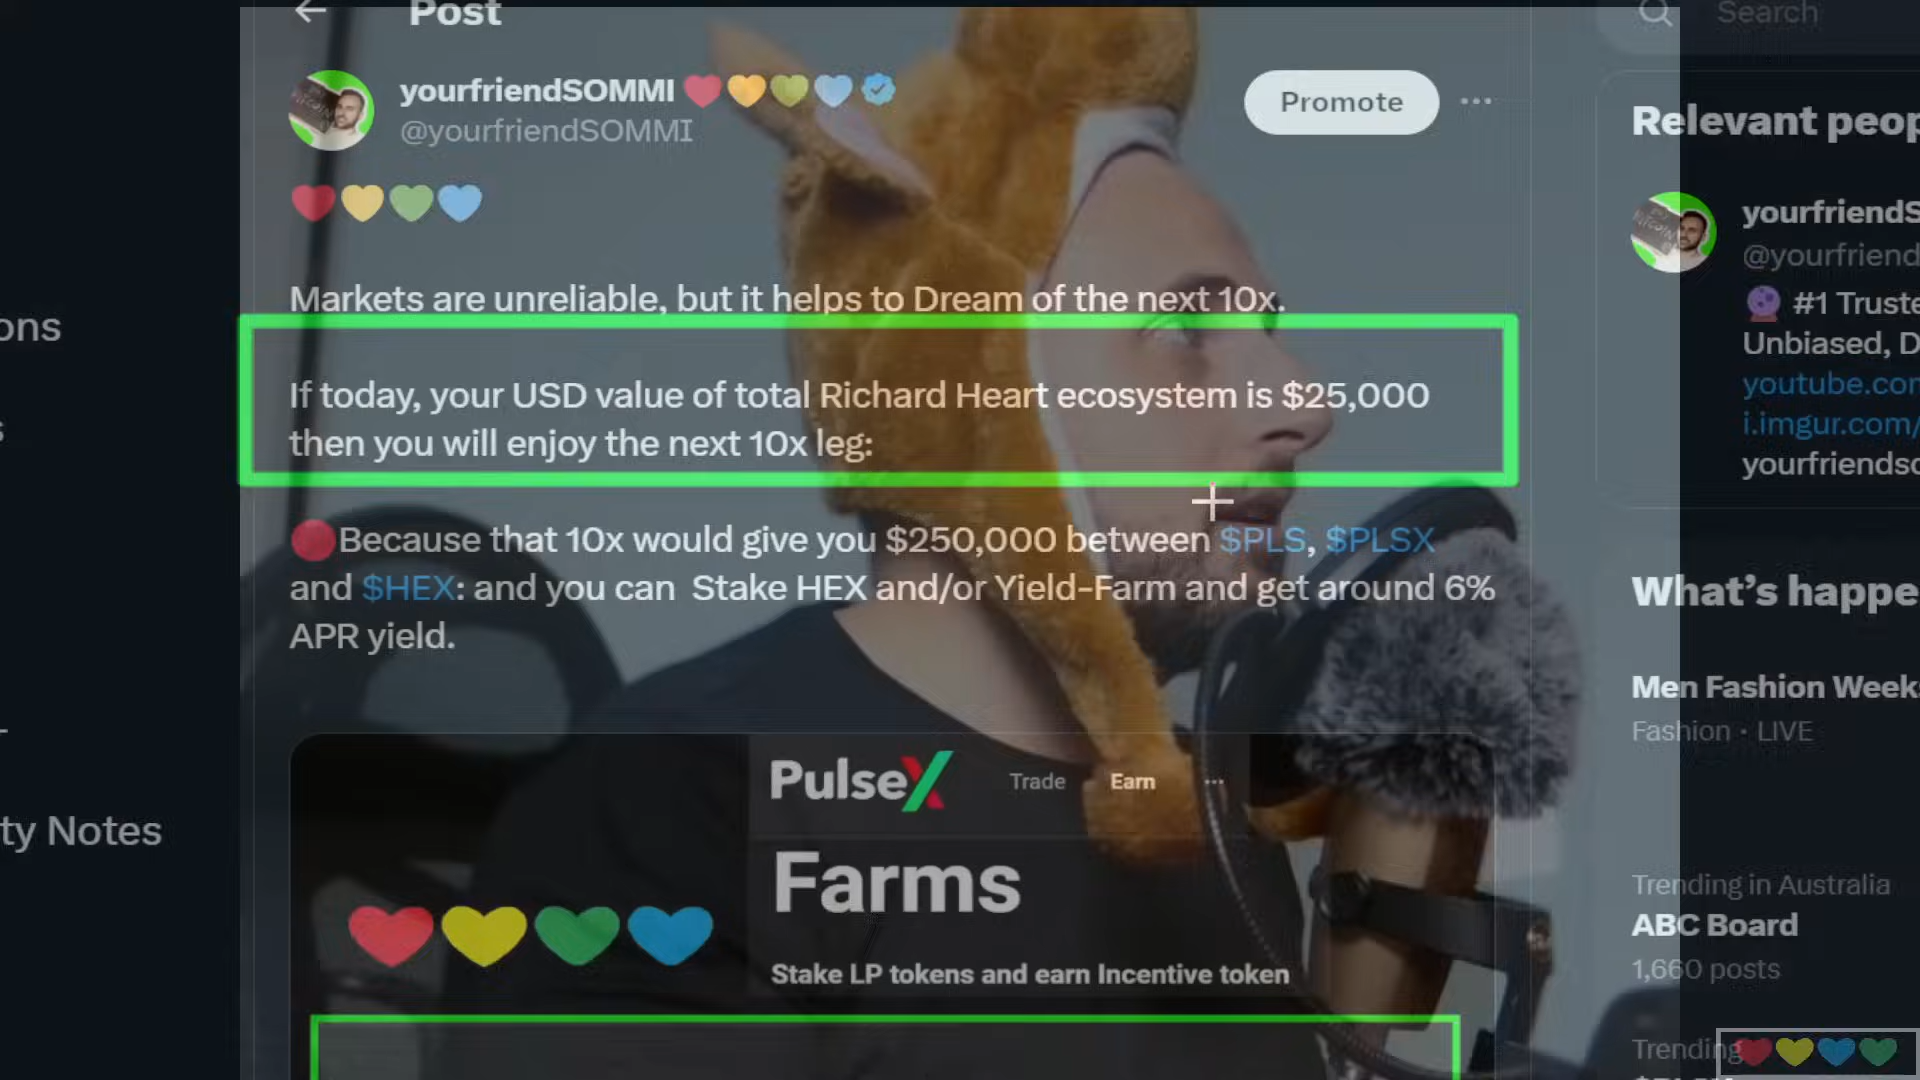 Post
Search
yourfriendSOMMI
@yourfriendSOMMI
Promote
Markets are unreliable, but it helps to Dream of the next 10x.
If today, your USD value of total Richard Heart ecosystem is $25,000
then you will enjoy the next 10x leg:
Because that 10x would give you $250,000 between $PLS, $PLSX
and $HEX: and you can Stake HEX and/or Yield-Farm and get around 6%
APR yield.
PulseX
Trade
Earn
Farms
Stake LP tokens and earn Incentive token
ons
s
ty Notes
Relevant peop
yourfriendS
@yourfriend
#1 Truste
Unbiased, D
youtube.con
i.imgur.com/
yourfriendso
What's happe
Men Fashion Week
Fashion · LIVE
Trending in Australia
ABC Board
1,660 posts
Trending